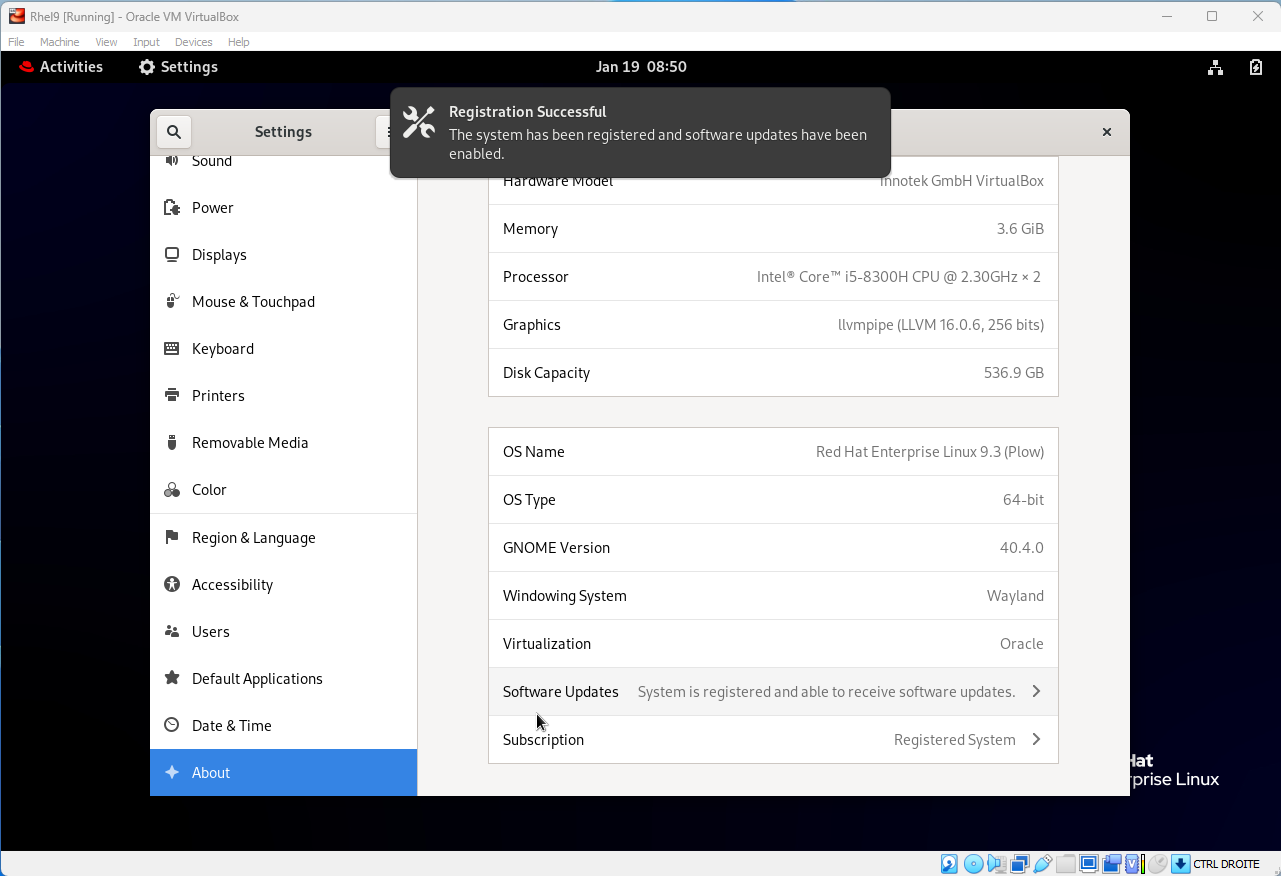 Rhel9 [Running] - Oracle VM VirtualBox
File Machine View Input Devices Help
Activities Settings Jan 19 08:50
Registration Successful
The system has been registered and software updates have been
enabled.
Settings
Sound
Power
Displays
Mouse & Touchpad
Keyboard
Printers
Removable Media
Color
Region & Language
Accessibility
Users
Default Applications
Date & Time
About
Hardware Model innotek GmbH VirtualBox
Memory 3.6 GiB
Processor Intel® Core™ i5-8300H CPU @ 2.30GHz × 2
Graphics llvmpipe (LLVM 16.0.6, 256 bits)
Disk Capacity 536.9 GB
OS Name Red Hat Enterprise Linux 9.3 (Plow)
OS Type 64-bit
GNOME Version 40.4.0
Windowing System Wayland
Virtualization Oracle
Software Updates System is registered and able to receive software updates.
Subscription Registered System
Hat
rprise Linux
CTRL DROITE